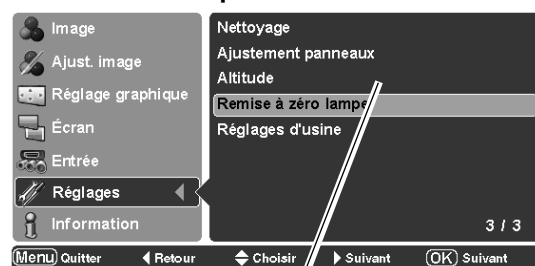 Image
Ajust. image
Réglage graphique
Écran
Entrée
Réglages
Information
Nettoyage
Ajustement panneaux
Altitude
Remise à zéro lampe
Réglages d'usine
3 / 3
Menu Quitter Retour Choisir Suivant OK Suivant